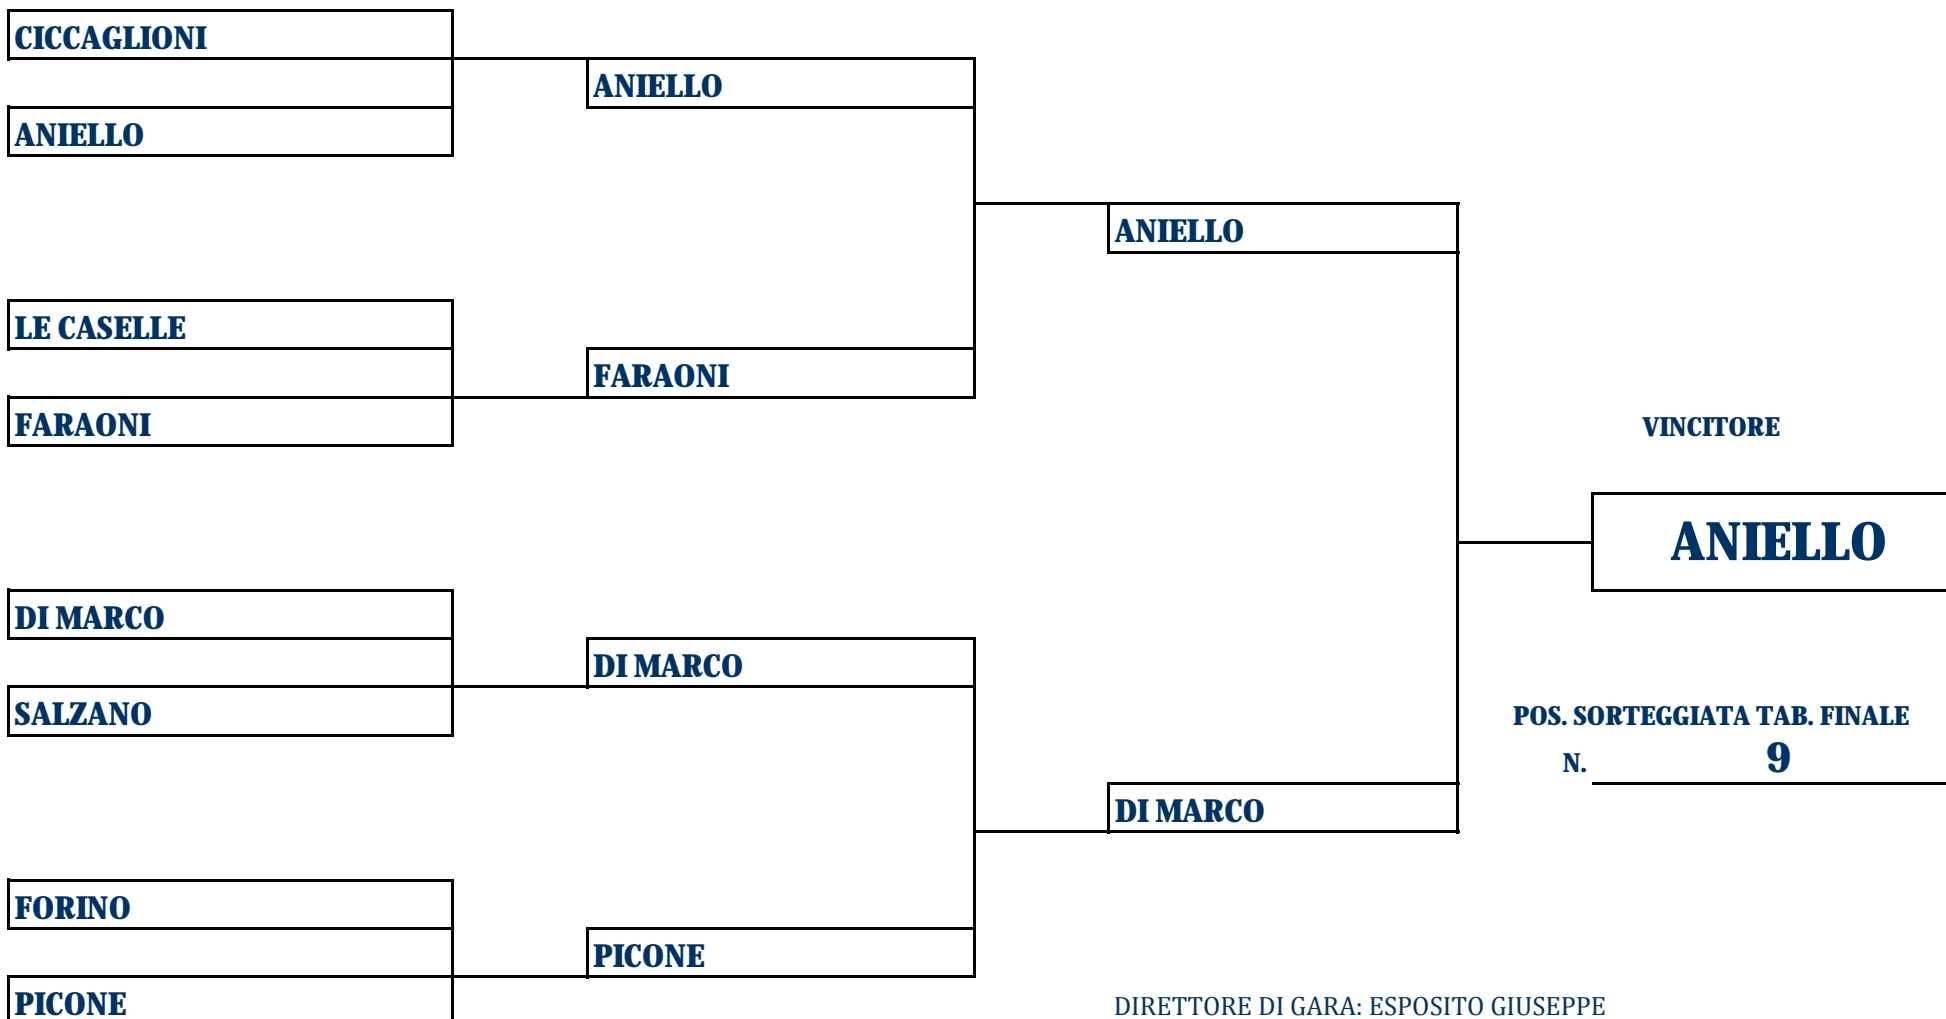 CICCAGLIONI
ANIELLO
ANIELLO
ANIELLO
LE CASELLE
FARAONI
FARAONI
VINCITORE
ANIELLO
DI MARCO
DI MARCO
SALZANO
POS. SORTEGGIATA TAB. FINALE
N. 9
DI MARCO
FORINO
PICONE
PICONE
DIRETTORE DI GARA: ESPOSITO GIUSEPPE